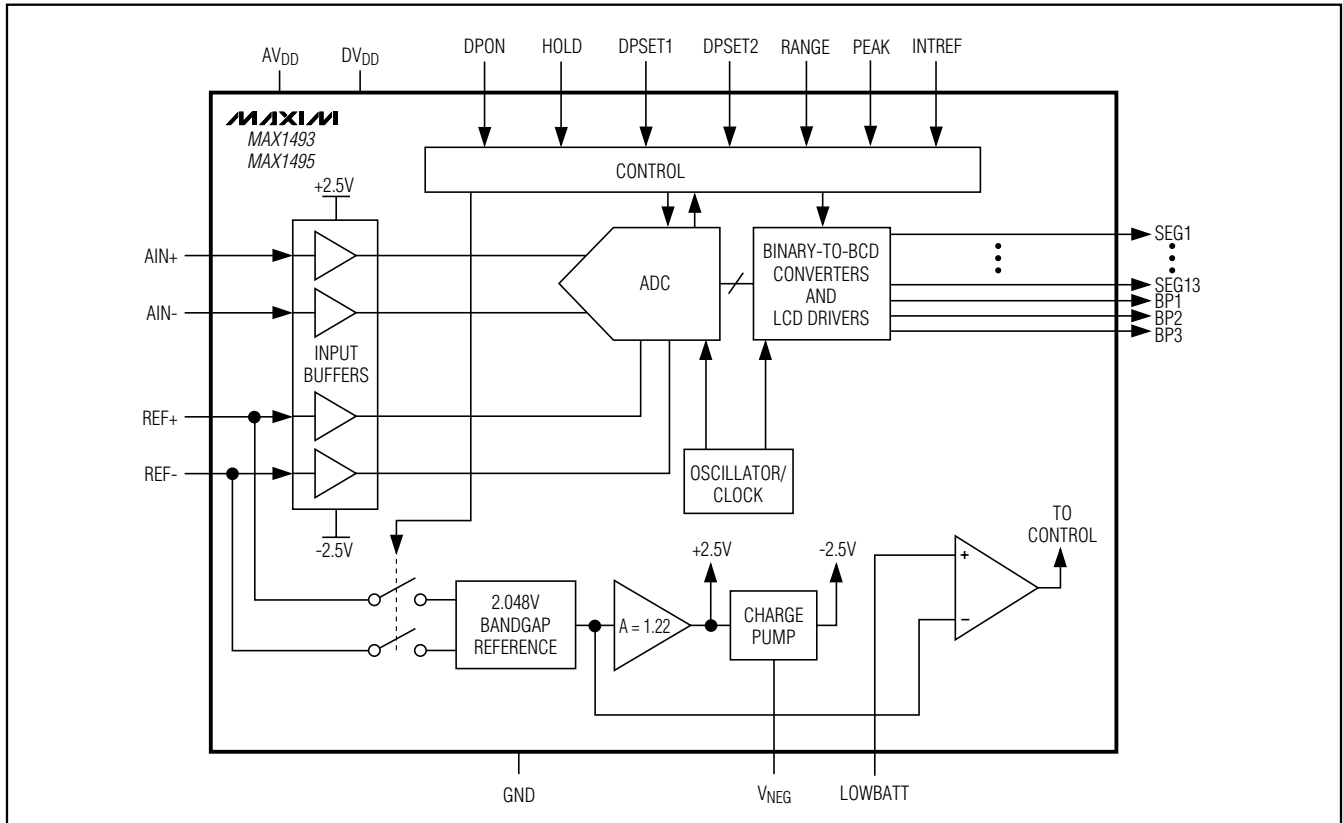 AVDD
DVDD
DPON
HOLD
DPSET1
DPSET2
RANGE
PEAK
INTREF
MAXIM
MAX1493
MAX1495
CONTROL
+2.5V
AIN+
AIN-
INPUT
BUFFERS
REF+
REF-
-2.5V
ADC
BINARY-TO-BCD
CONVERTERS
AND
LCD DRIVERS
SEG1
SEG13
BP1
BP2
BP3
OSCILLATOR/
CLOCK
2.048V
BANDGAP
REFERENCE
A = 1.22
+2.5V
CHARGE
PUMP
-2.5V
+
−
TO
CONTROL
GND
VNEG
LOWBATT